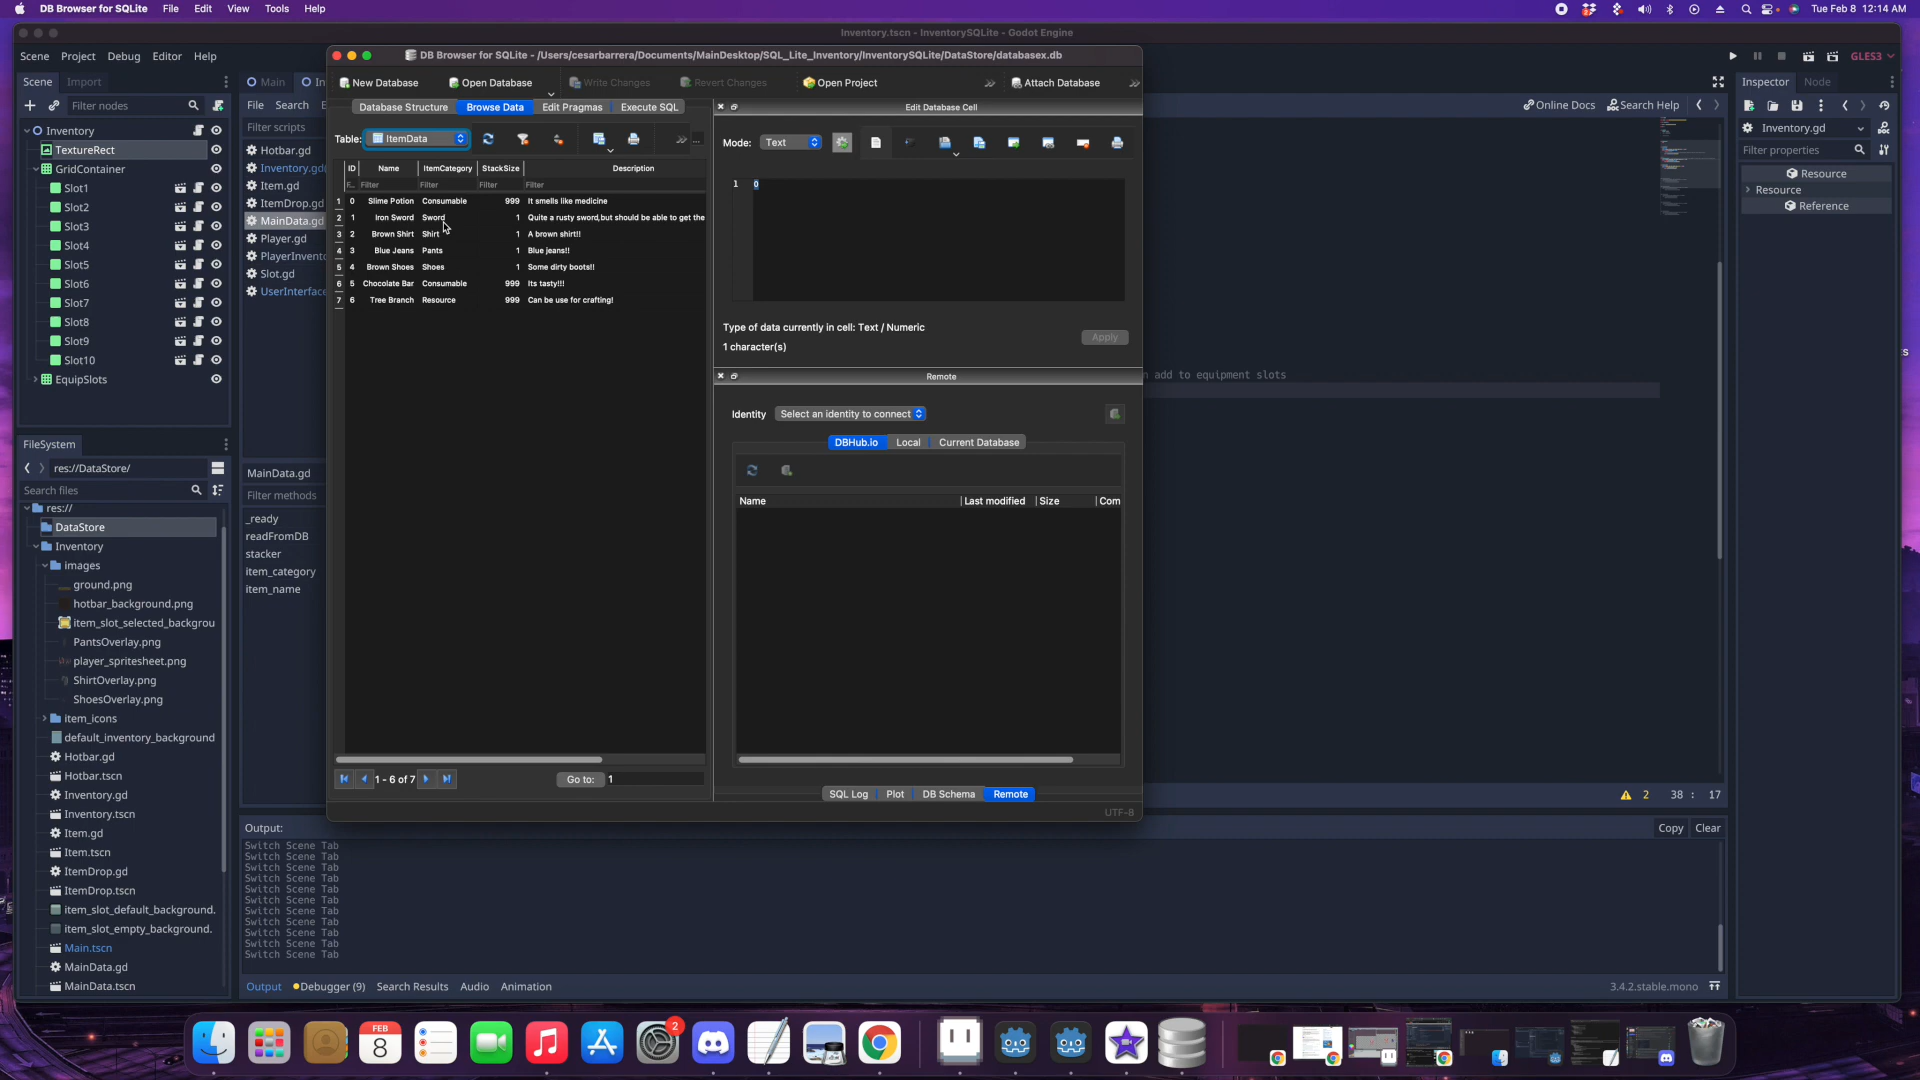 DB Browser for SQLite File Edit View Tools Help
Tue Feb 8 12:14 AM
Inventory.tscn - InventorySQLite - Godot Engine
Scene Project Debug Editor Help
GLES3
Scene Import
Filter nodes
Inventory
TextureRect
GridContainer
Slot1
Slot2
Slot3
Slot4
Slot5
Slot6
Slot7
Slot8
Slot9
Slot10
EquipSlots
FileSystem
res://DataStore/
Search files
res://
DataStore
Inventory
images
ground.png
hotbar_background.png
item_slot_selected_backgrou
PantsOverlay.png
player_spritesheet.png
ShirtOverlay.png
ShoesOverlay.png
item_icons
default_inventory_background
Hotbar.gd
Hotbar.tscn
Inventory.gd
Inventory.tscn
Item.gd
Item.tscn
ItemDrop.gd
ItemDrop.tscn
item_slot_default_background.
item_slot_empty_background.
Main.tscn
MainData.gd
MainData.tscn
Main
File Search
Filter scripts
Hotbar.gd
Inventory.gd
Item.gd
ItemDrop.gd
MainData.gd
Player.gd
PlayerInvent
Slot.gd
UserInterface
MainData.gd
Filter methods
_ready
readFromDB
stacker
item_category
item_name
DB Browser for SQLite - /Users/cesarbarrera/Documents/MainDesktop/SQL_Lite_Inventory/InventorySQLite/DataStore/databasex.db
New Database Open Database Write Changes Revert Changes Open Project Attach Database
Database Structure Browse Data Edit Pragmas Execute SQL
Table: ItemData
ID Name ItemCategory StackSize Description
F... Filter Filter Filter Filter
1 0 Slime Potion Consumable 999 It smells like medicine
2 1 Iron Sword Sword 1 Quite a rusty sword,but should be able to get the
3 2 Brown Shirt Shirt 1 A brown shirt!!
4 3 Blue Jeans Pants 1 Blue jeans!!
5 4 Brown Shoes Shoes 1 Some dirty boots!!
6 5 Chocolate Bar Consumable 999 Its tasty!!!
7 6 Tree Branch Resource 999 Can be use for crafting!
1 - 6 of 7
Go to: 1
Edit Database Cell
Mode: Text
1 0
Type of data currently in cell: Text / Numeric
1 character(s)
Apply
Remote
Identity Select an identity to connect
DBHub.io Local Current Database
Name Last modified Size Com
SQL Log Plot DB Schema Remote
UTF-8
Online Docs Search Help
add to equipment slots
2 38 : 17
Output:
Copy Clear
Switch Scene Tab
Switch Scene Tab
Switch Scene Tab
Switch Scene Tab
Switch Scene Tab
Switch Scene Tab
Switch Scene Tab
Switch Scene Tab
Switch Scene Tab
Switch Scene Tab
Switch Scene Tab
Output Debugger (9) Search Results Audio Animation
3.4.2.stable.mono
Inspector Node
Inventory.gd
Filter properties
Resource
Resource
Reference
FEB
8
2